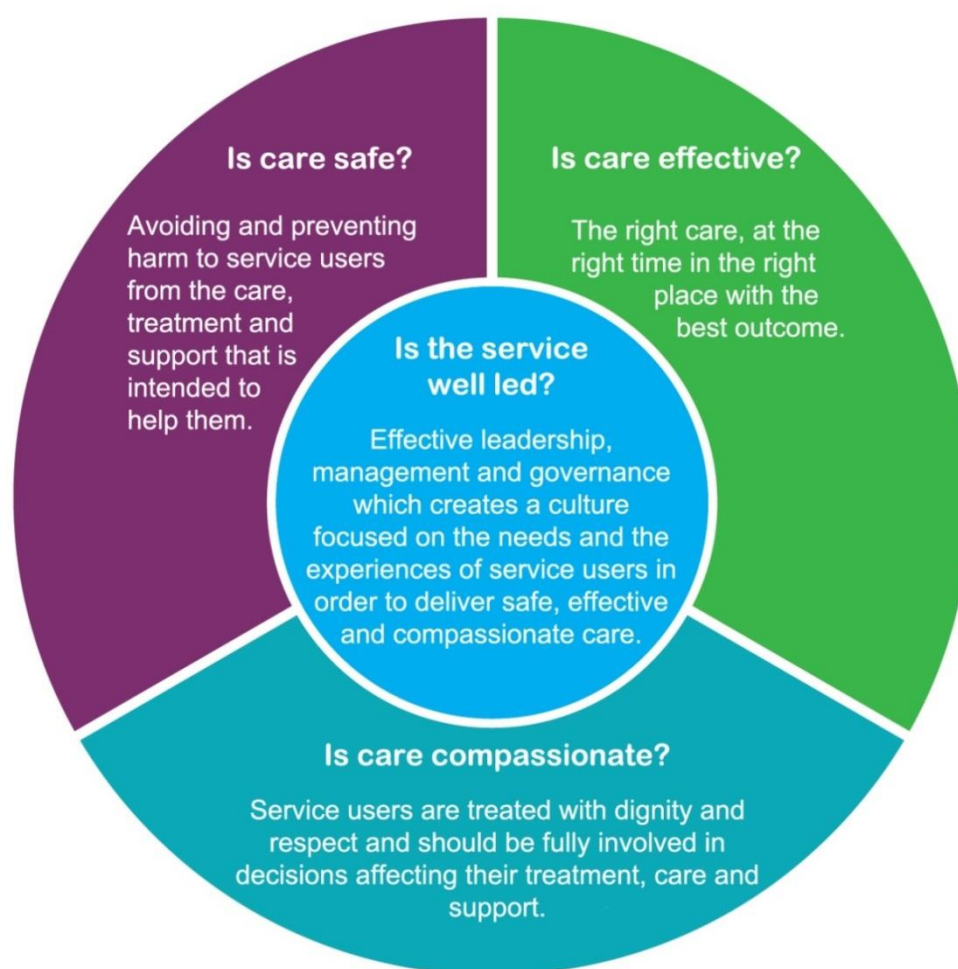 Is care safe?
Avoiding and preventing
harm to service users
from the care,
treatment and
support that is
intended to
help them.
Is care effective?
The right care, at the
right time in the right
place with the
best outcome.
Is the service
well led?
Effective leadership,
management and governance
which creates a culture
focused on the needs and the
experiences of service users in
order to deliver safe, effective
and compassionate care.
Is care compassionate?
Service users are treated with dignity and
respect and should be fully involved in
decisions affecting their treatment, care and
support.